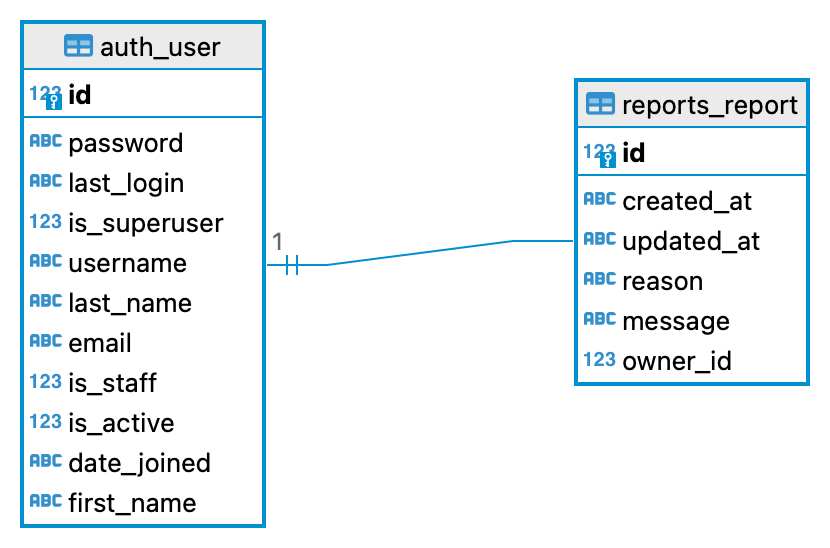 auth_user
123 id
ABC password
ABC last_login
123 is_superuser
ABC username
ABC last_name
ABC email
123 is_staff
123 is_active
ABC date_joined
ABC first_name
1
reports_report
123 id
ABC created_at
ABC updated_at
ABC reason
ABC message
123 owner_id